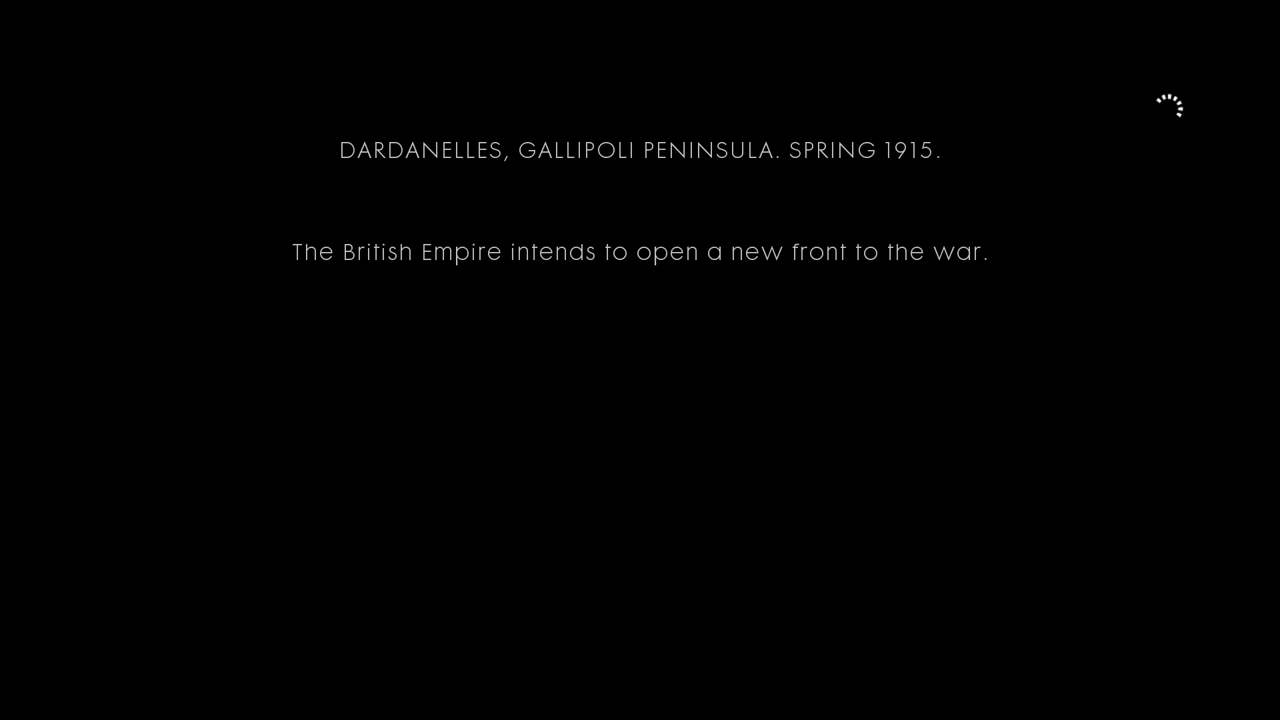 DARDANELLES, GALLIPOLI PENINSULA. SPRING 1915.
The British Empire intends to open a new front to the war.